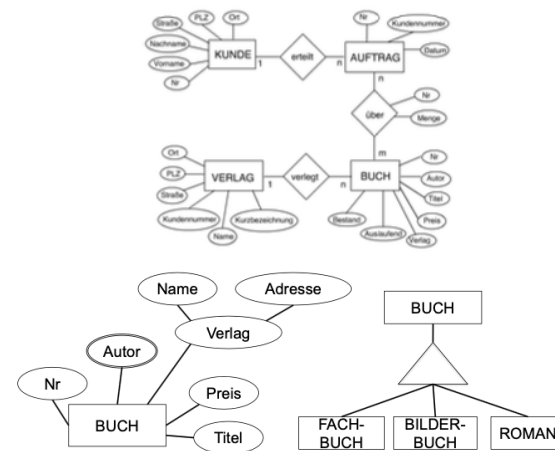 Nr
PLZ
Ort
Straße
Kundennummer
Nachname
KUNDE
1
erteilt
n
AUFTRAG
Datum
Vorname
Nr
n
Nr
über
Menge
Ort
m
Nr
PLZ
VERLAG
1
verlegt
n
BUCH
Autor
Straße
Titel
Kundennummer
Kurzbezeichnung
Bestand
Preis
Name
Auslaufend
Verlag
Name
Adresse
Verlag
Autor
Nr
Preis
BUCH
Titel
BUCH
FACH-
BUCH
BILDER-
BUCH
ROMAN